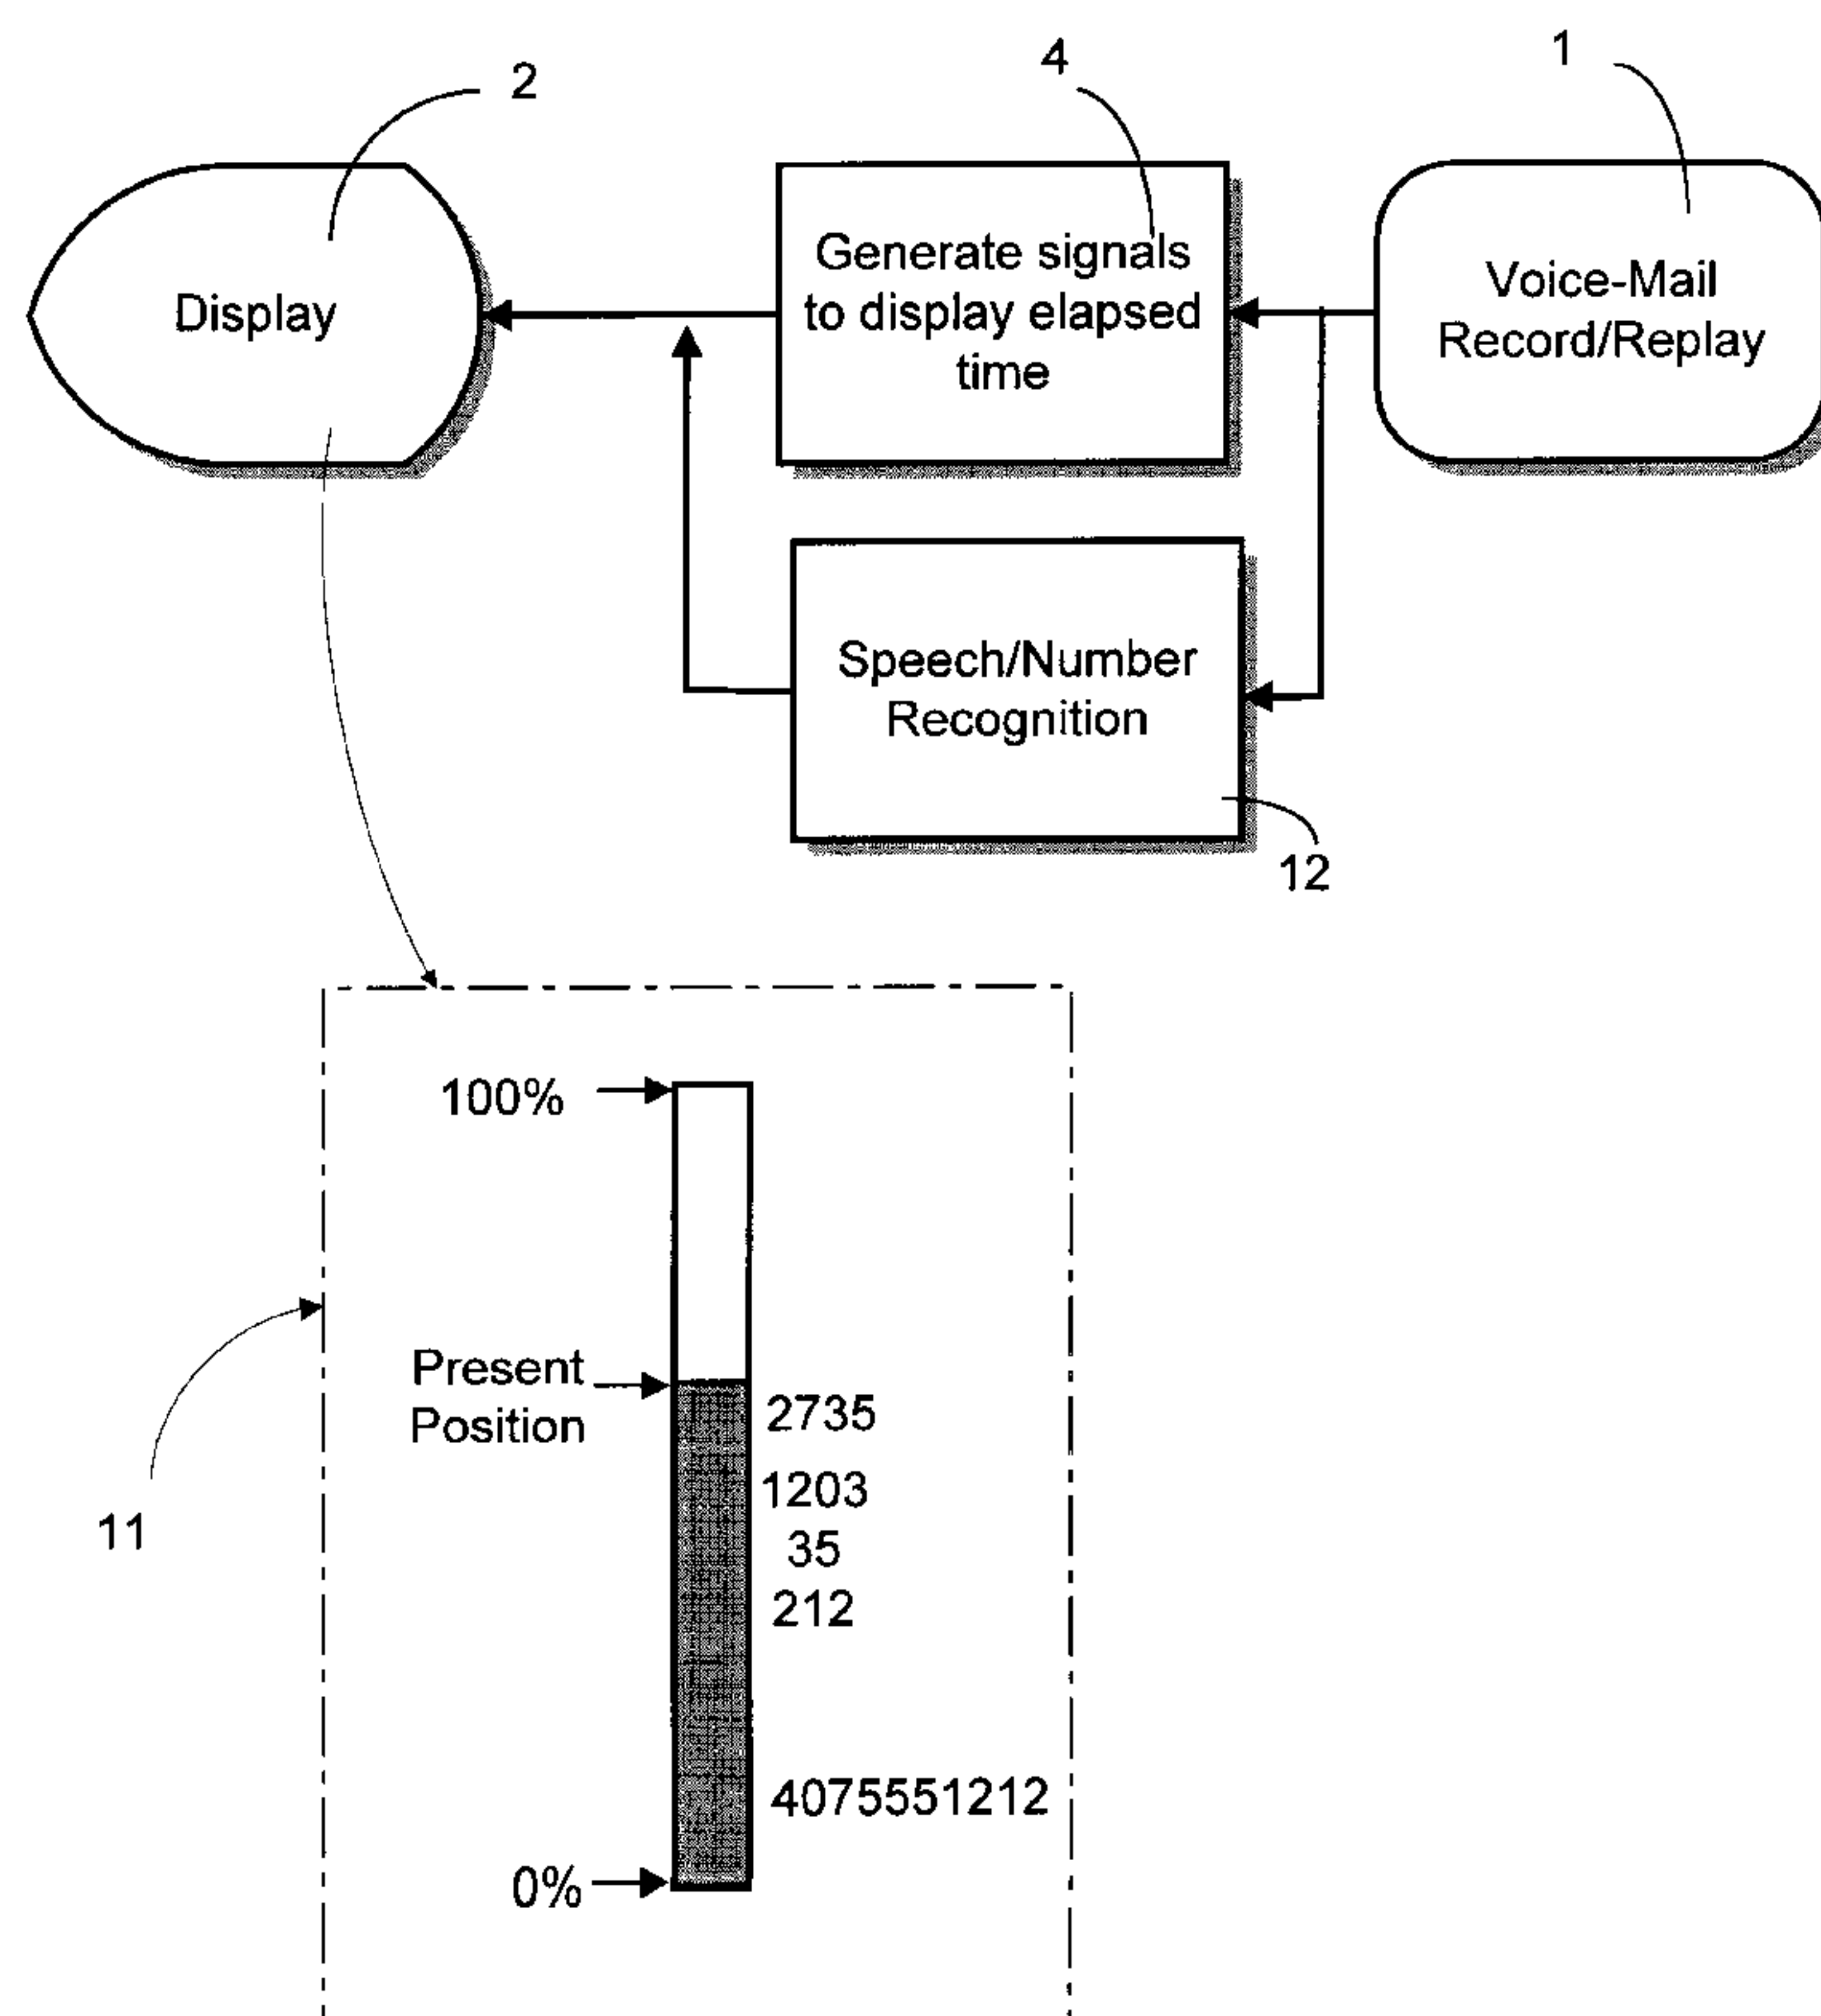 2
4
1
Display
Generate signals
to display elapsed
time
Voice-Mail
Record/Replay
Speech/Number
Recognition
12
100%
Present
Position
2735
1203
35
212
11
4075551212
0%